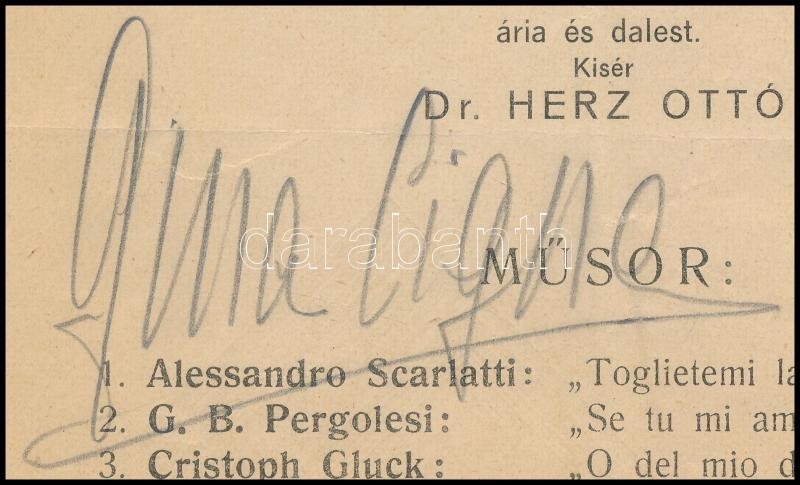 ária és dalest.
Kisér
Dr. HERZ OTTÓ
Gina Cigna
darabanth
MŰSOR:
1. Alessandro Scarlatti: „Toglietemi la
2. G. B. Pergolesi: „Se tu mi am
3. Cristoph Gluck: „O del mio d